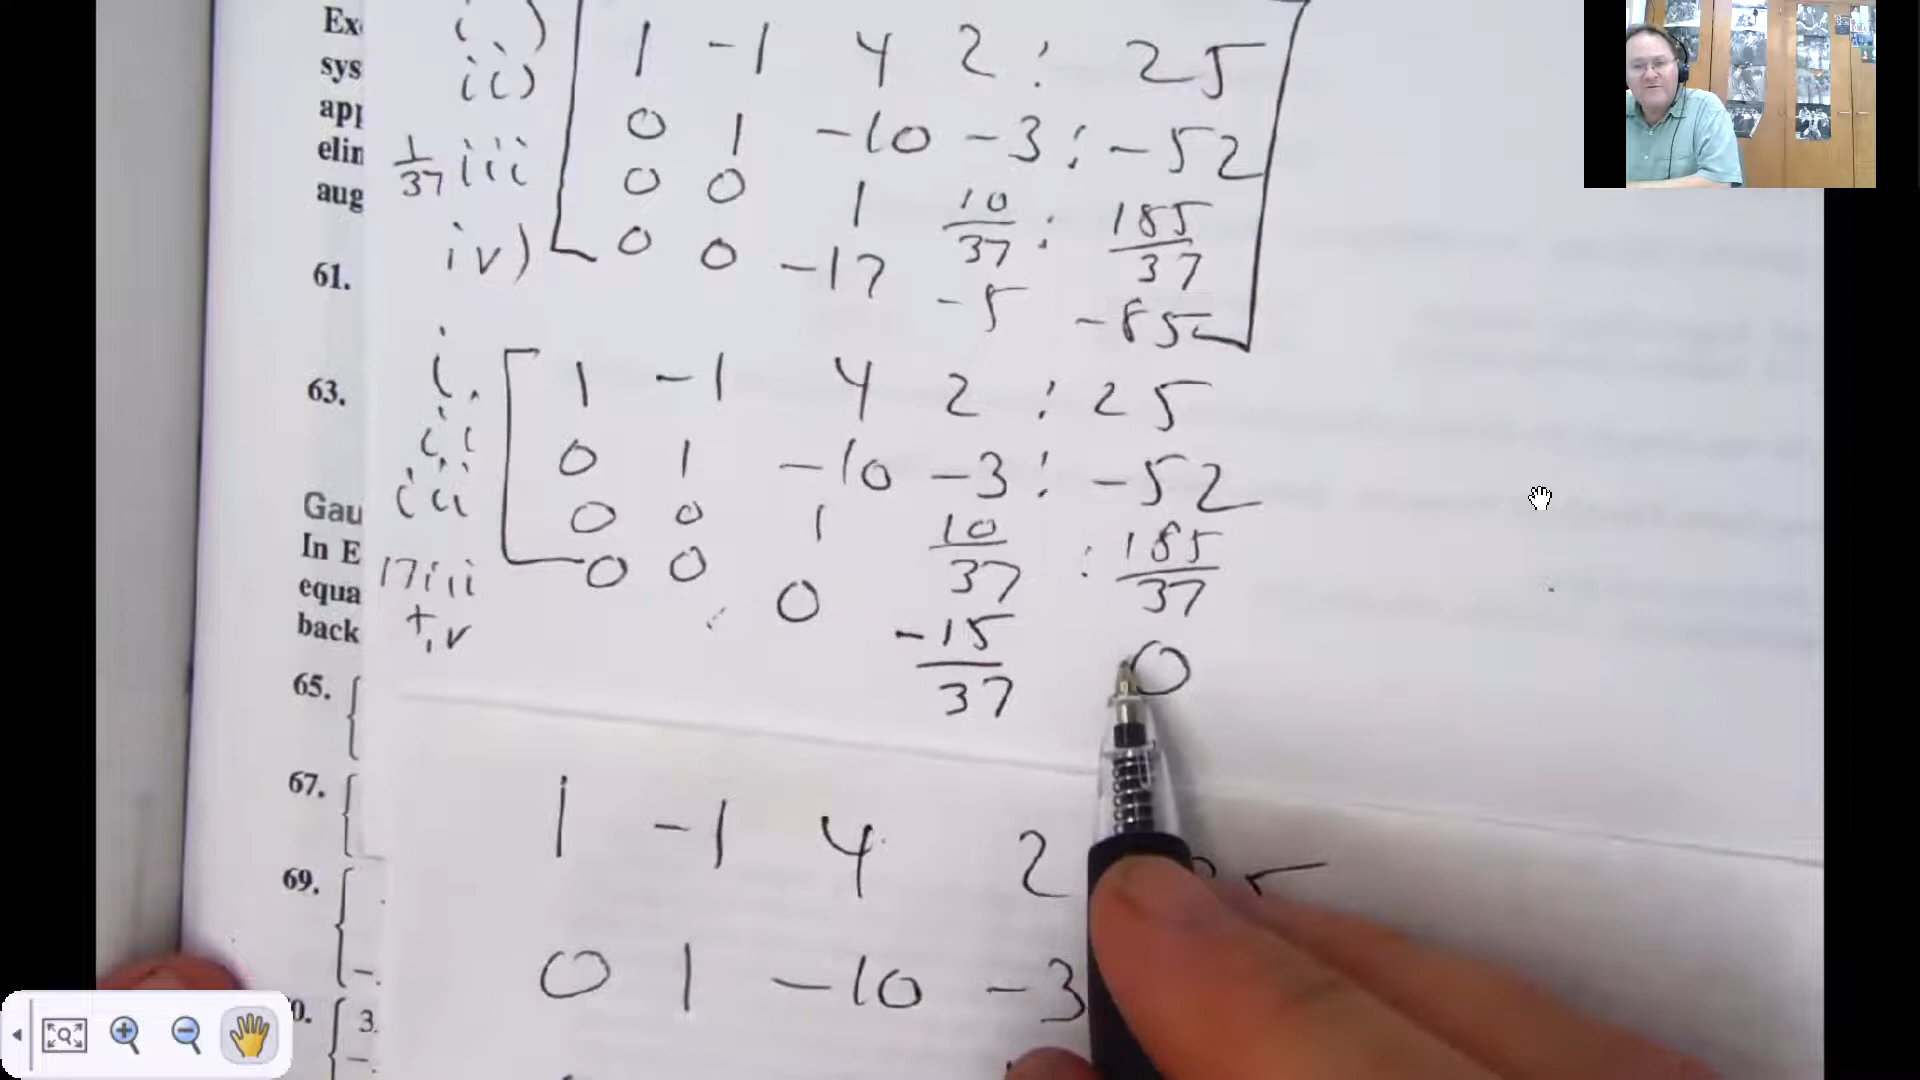 Ex
sys
app
elin
aug
61.
63.
Gau
In E
equa
back
65.
67.
69.
0.
3
i ) 1 -1 4 2 : 25
ii) 0 1 -10 -3 : -52
1/37 iii 0 0 1 10/37 : 185/37
iv) 0 0 -17 -5 -85
i. 1 -1 4 2 : 25
ii 0 1 -10 -3 : -52
iii 0 0 1 10/37 : 185/37
17iii + iv 0 0 0 -15/37 0
1 -1 4 2
0 1 -10 -3